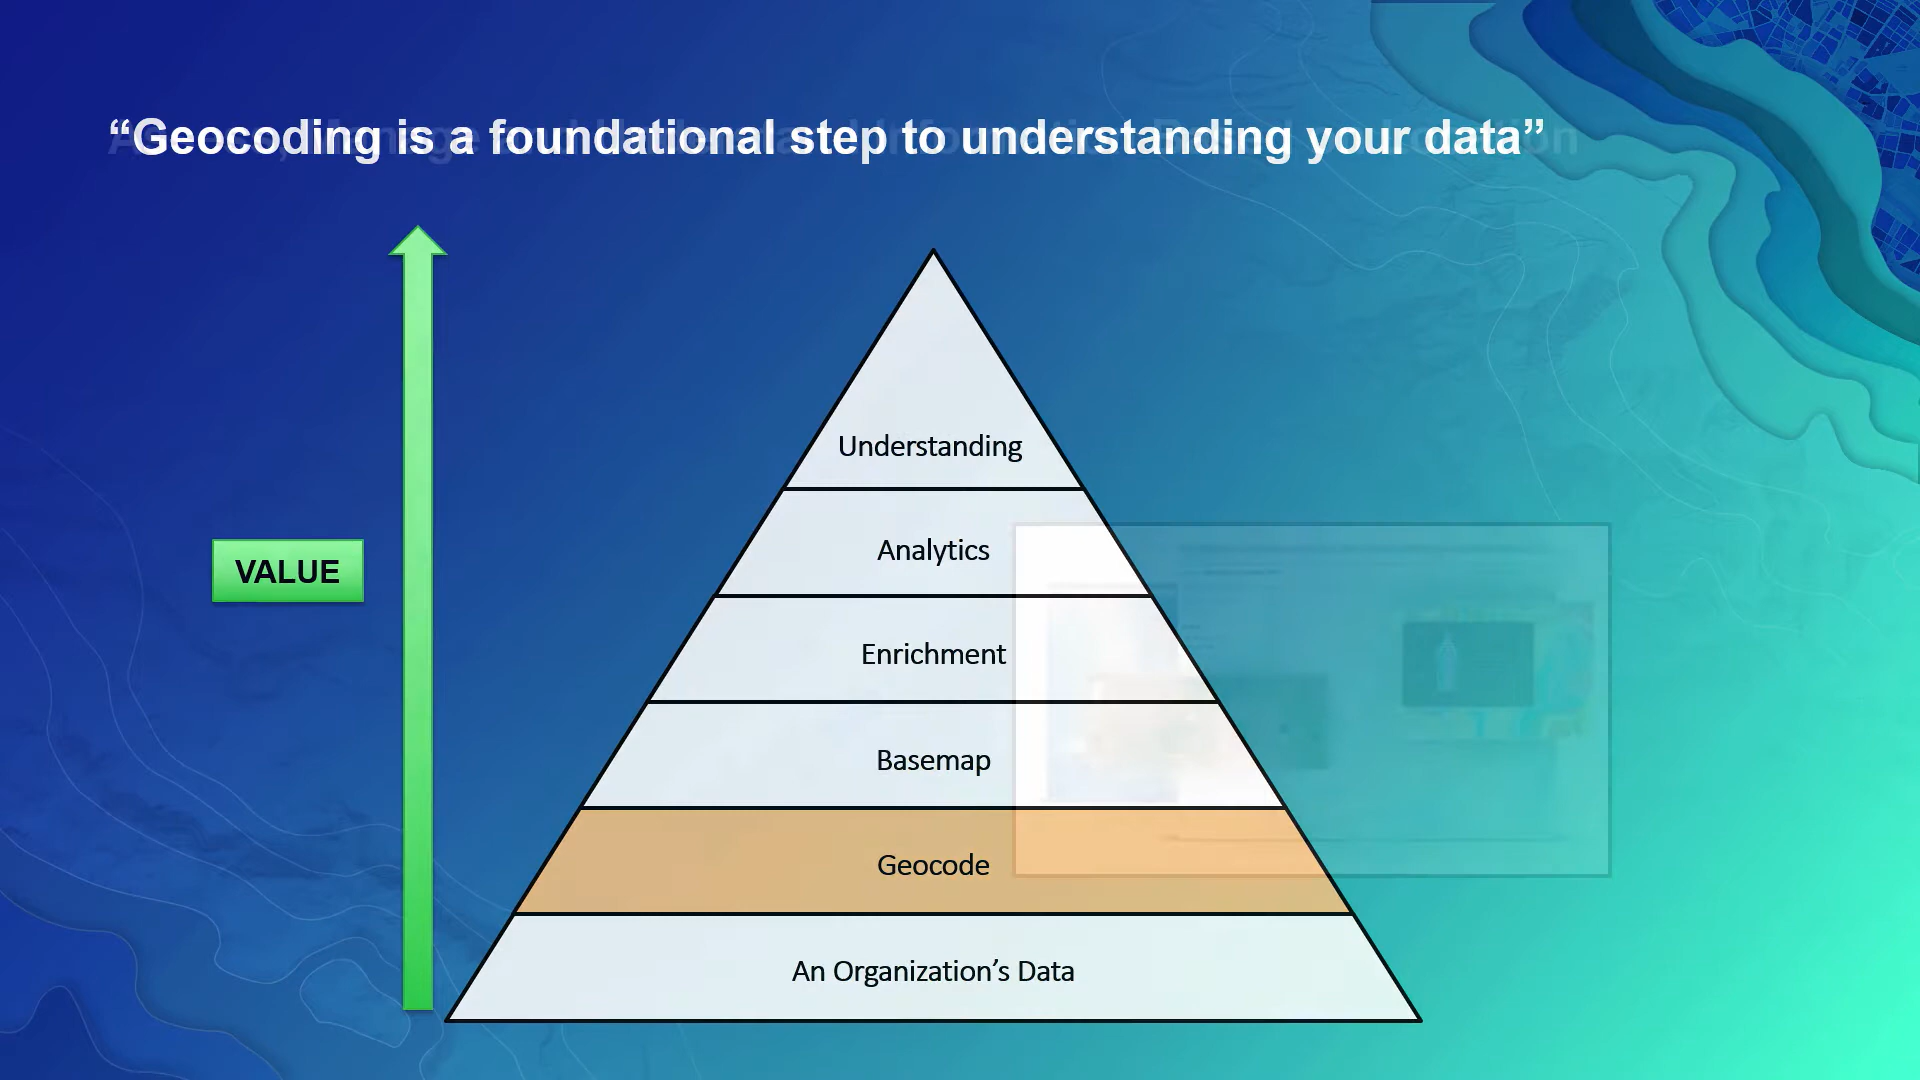 “Geocoding is a foundational step to understanding your data”
Understanding
Analytics
VALUE
Enrichment
Basemap
Geocode
An Organization’s Data